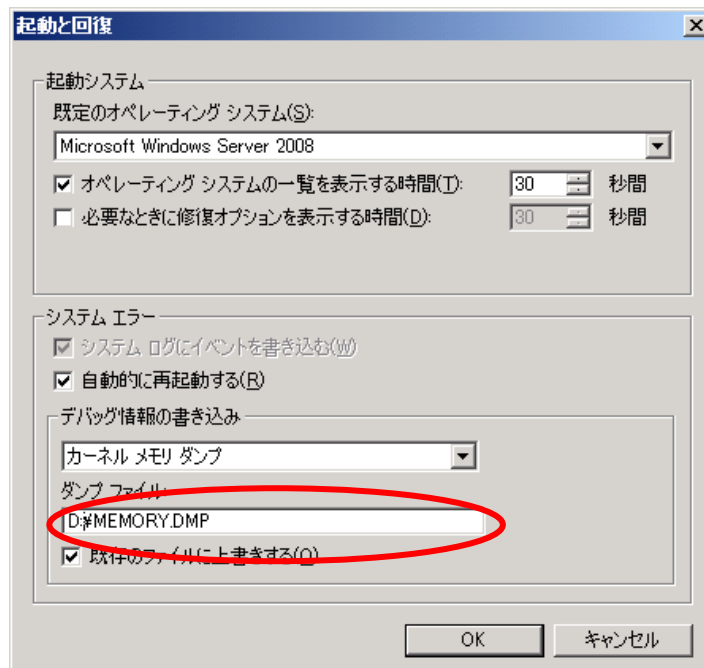 起動と回復
起動システム
既定のオペレーティング システム(S):
Microsoft Windows Server 2008
オペレーティング システムの一覧を表示する時間(T): 30 秒間
必要なときに修復オプションを表示する時間(D): 30 秒間
システム エラー
システム ログにイベントを書き込む(W)
自動的に再起動する(R)
デバッグ情報の書き込み
カーネル メモリ ダンプ
ダンプ ファイル:
D:¥MEMORY.DMP
既存のファイルに上書きする(O)
OK キャンセル